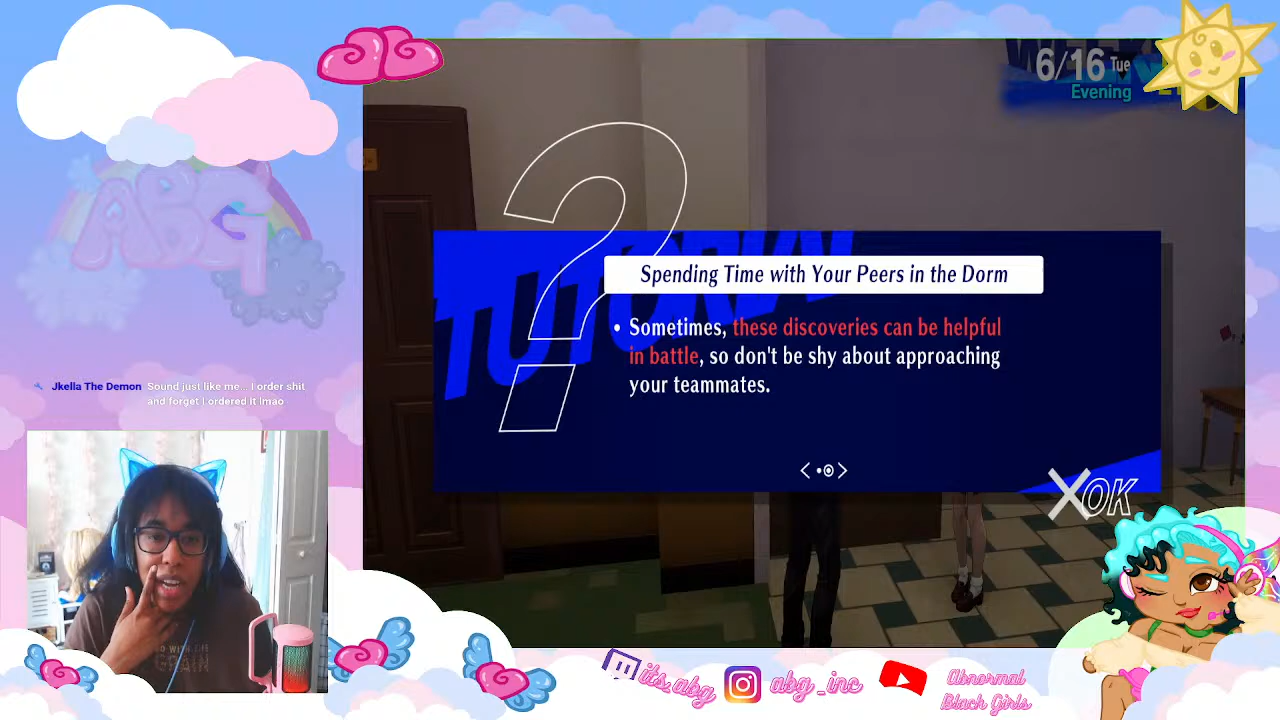 6/16 Tue
Evening
ABG
TUTORIAL
Spending Time with Your Peers in the Dorm
• Sometimes, these discoveries can be helpful
in battle, so don't be shy about approaching
your teammates.
OK
Jkella The Demon Sound just like me... I order shit
and forget I ordered it lmao
GRAIN
its_abg
abg_inc
Abnormal
Black Girls